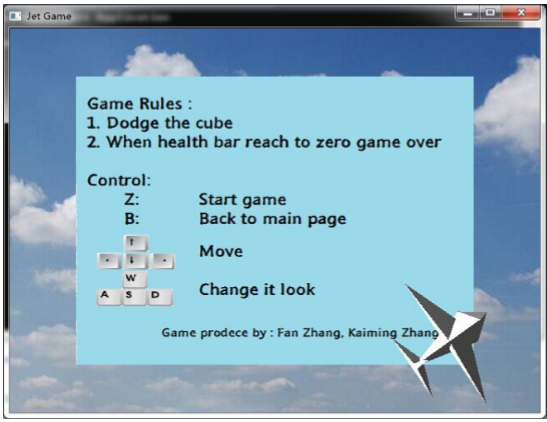 Jet Game
Game Rules :
1. Dodge the cube
2. When health bar reach to zero game over
Control:
Z: Start game
B: Back to main page
↑
↓ Move
W
A S D Change it look
Game prodece by : Fan Zhang, Kaiming Zhang